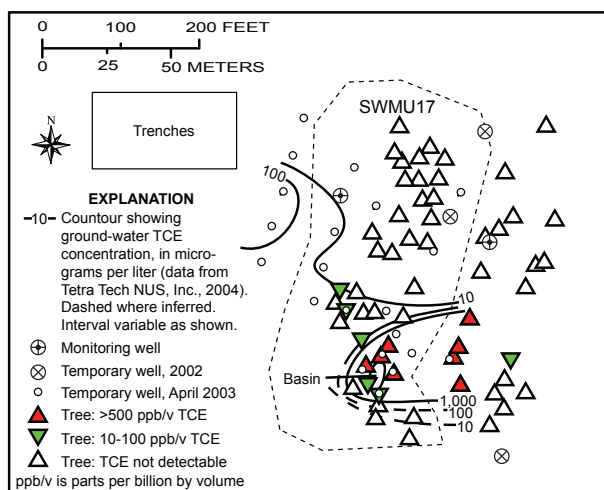 0 100 200 FEET
0 25 50 METERS
N
Trenches
SWMU17
100
EXPLANATION
10 Countour showing
ground-water TCE
concentration, in micro-
grams per liter (data from
Tetra Tech NUS, Inc., 2004).
Dashed where inferred.
Interval variable as shown.
Monitoring well
Temporary well, 2002
Temporary well, April 2003
Tree: >500 ppb/v TCE
Tree: 10-100 ppb/v TCE
Tree: TCE not detectable
ppb/v is parts per billion by volume
10
Basin
1,000
100
10